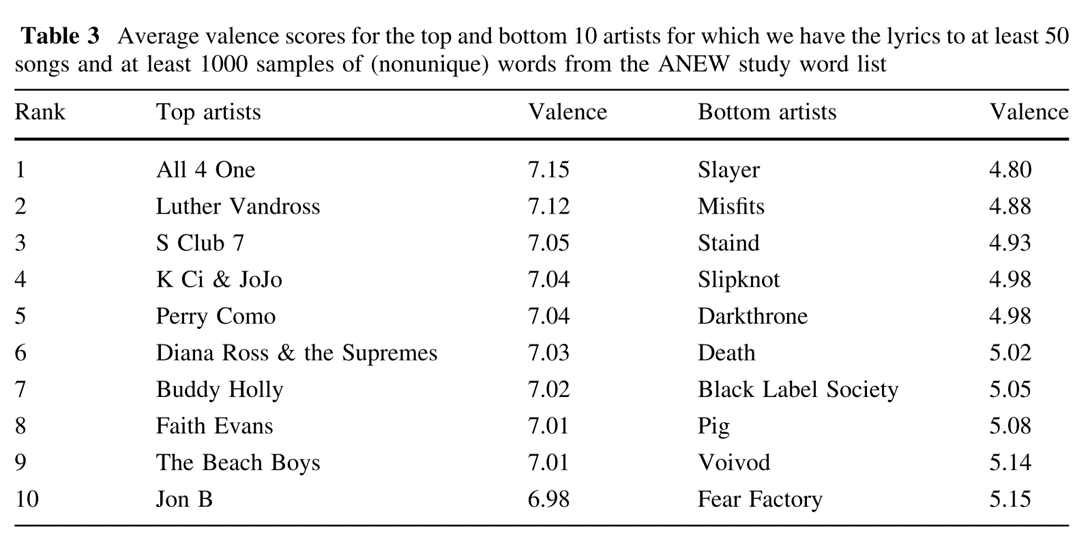 Table 3 Average valence scores for the top and bottom 10 artists for which we have the lyrics to at least 50
songs and at least 1000 samples of (nonunique) words from the ANEW study word list
Rank Top artists Valence Bottom artists Valence
1 All 4 One 7.15 Slayer 4.80
2 Luther Vandross 7.12 Misfits 4.88
3 S Club 7 7.05 Staind 4.93
4 K Ci & JoJo 7.04 Slipknot 4.98
5 Perry Como 7.04 Darkthrone 4.98
6 Diana Ross & the Supremes 7.03 Death 5.02
7 Buddy Holly 7.02 Black Label Society 5.05
8 Faith Evans 7.01 Pig 5.08
9 The Beach Boys 7.01 Voivod 5.14
10 Jon B 6.98 Fear Factory 5.15